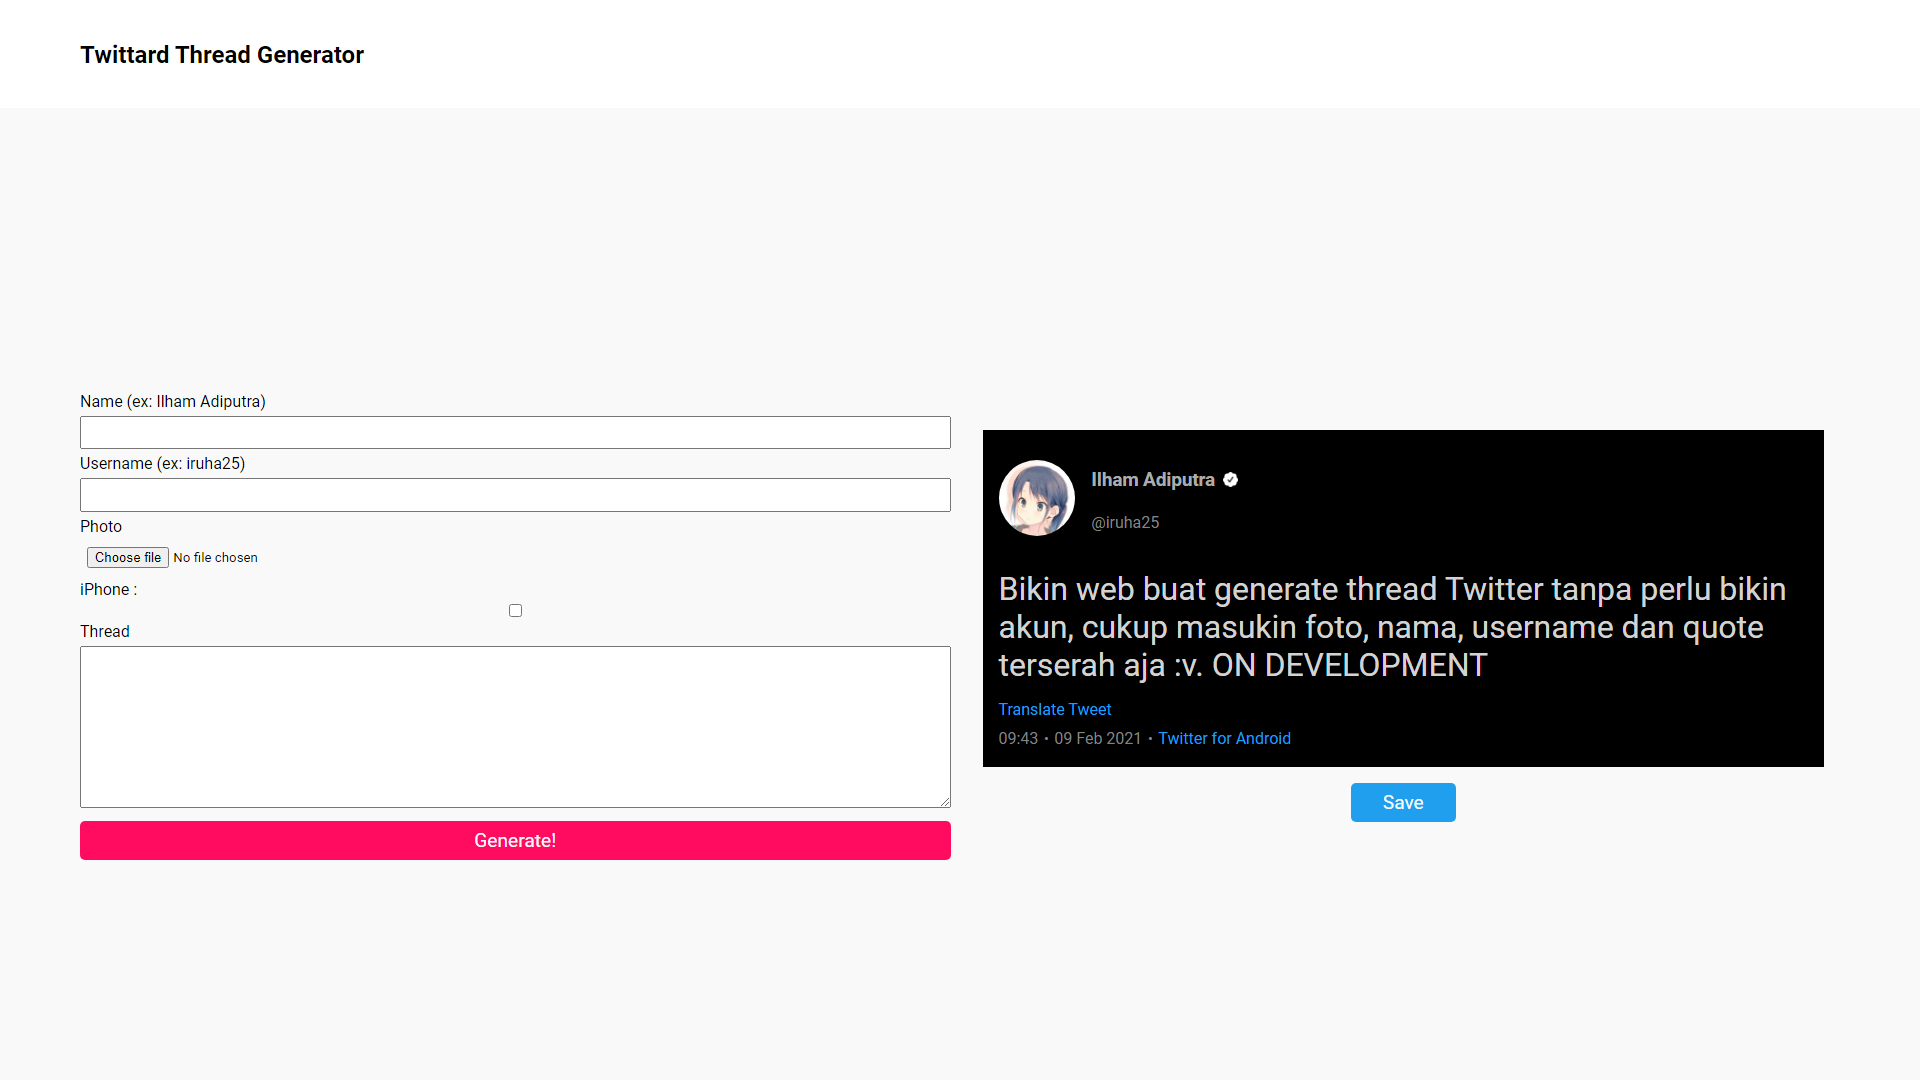 Twittard Thread Generator
Name (ex: Ilham Adiputra)
Username (ex: iruha25)
Photo
Choose file No file chosen
iPhone :
Thread
Generate!
Ilham Adiputra
@iruha25
Bikin web buat generate thread Twitter tanpa perlu bikin
akun, cukup masukin foto, nama, username dan quote
terserah aja :v. ON DEVELOPMENT
Translate Tweet
09:43 • 09 Feb 2021 • Twitter for Android
Save